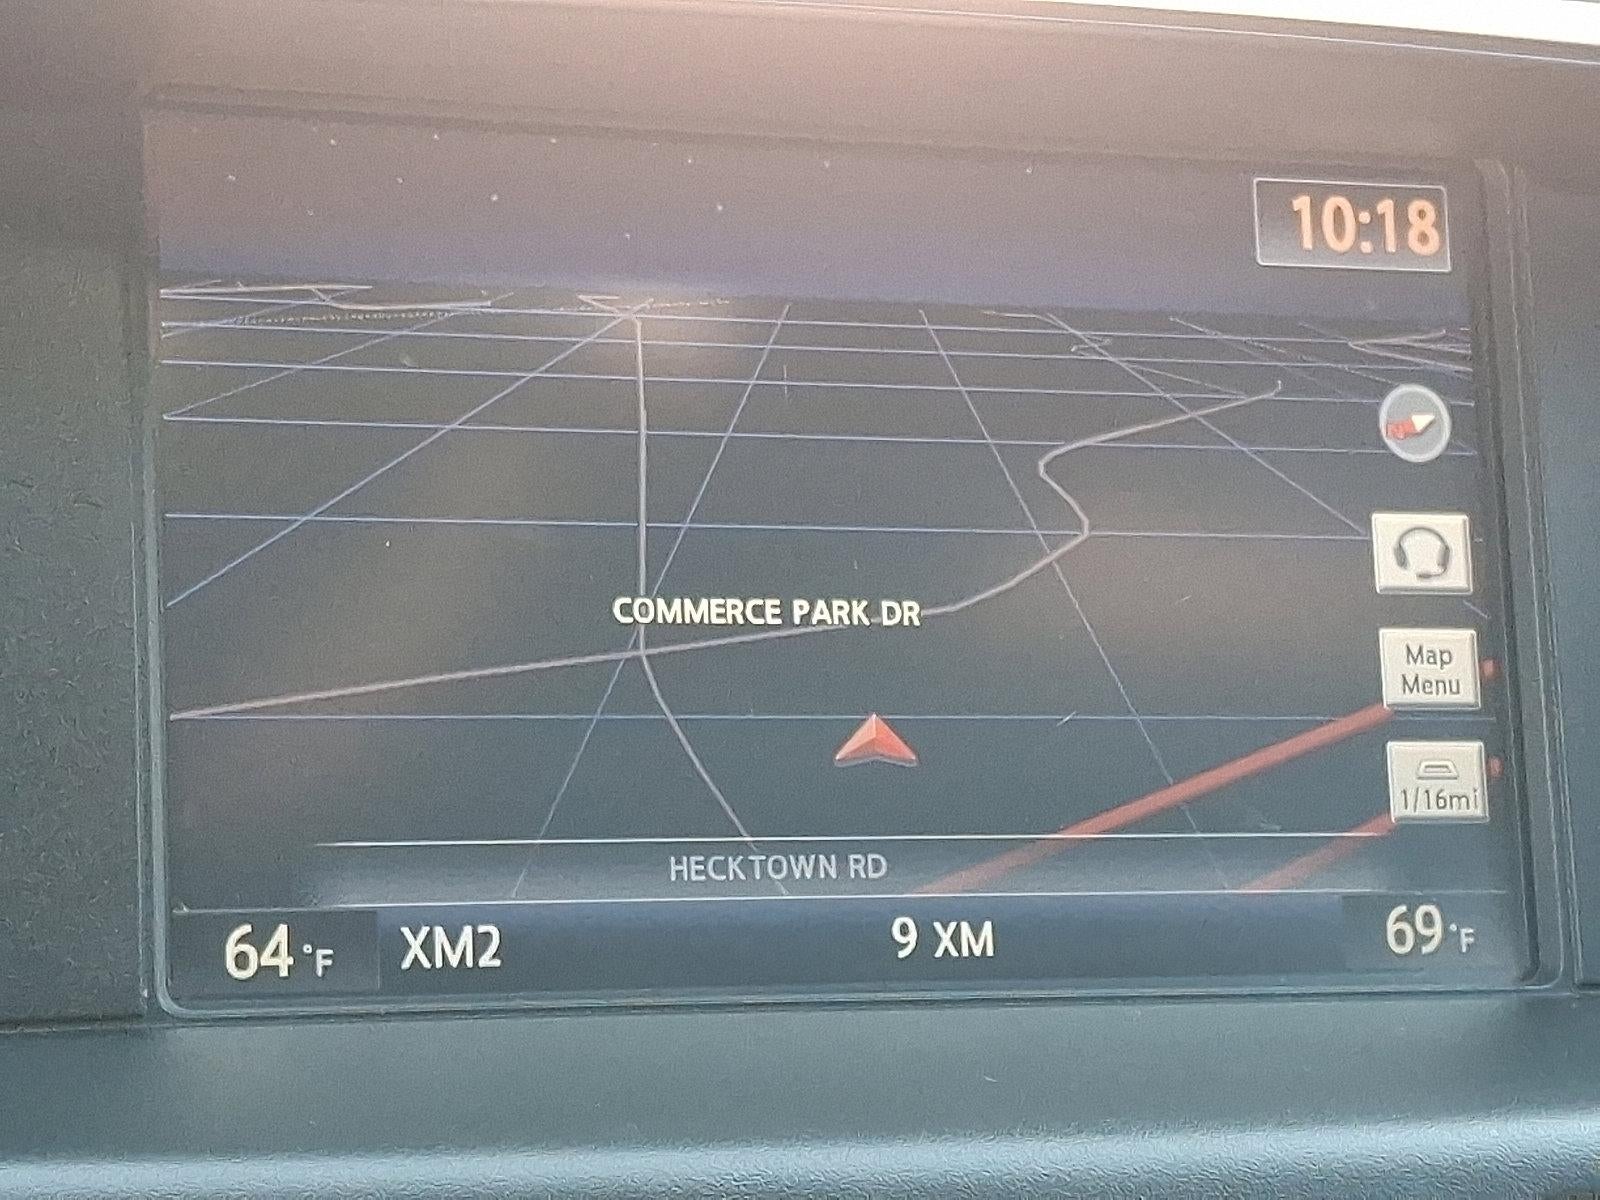 10:18
COMMERCE PARK DR
Map
Menu
1/16mi
HECKTOWN RD
64°F XM2 9 XM 69°F